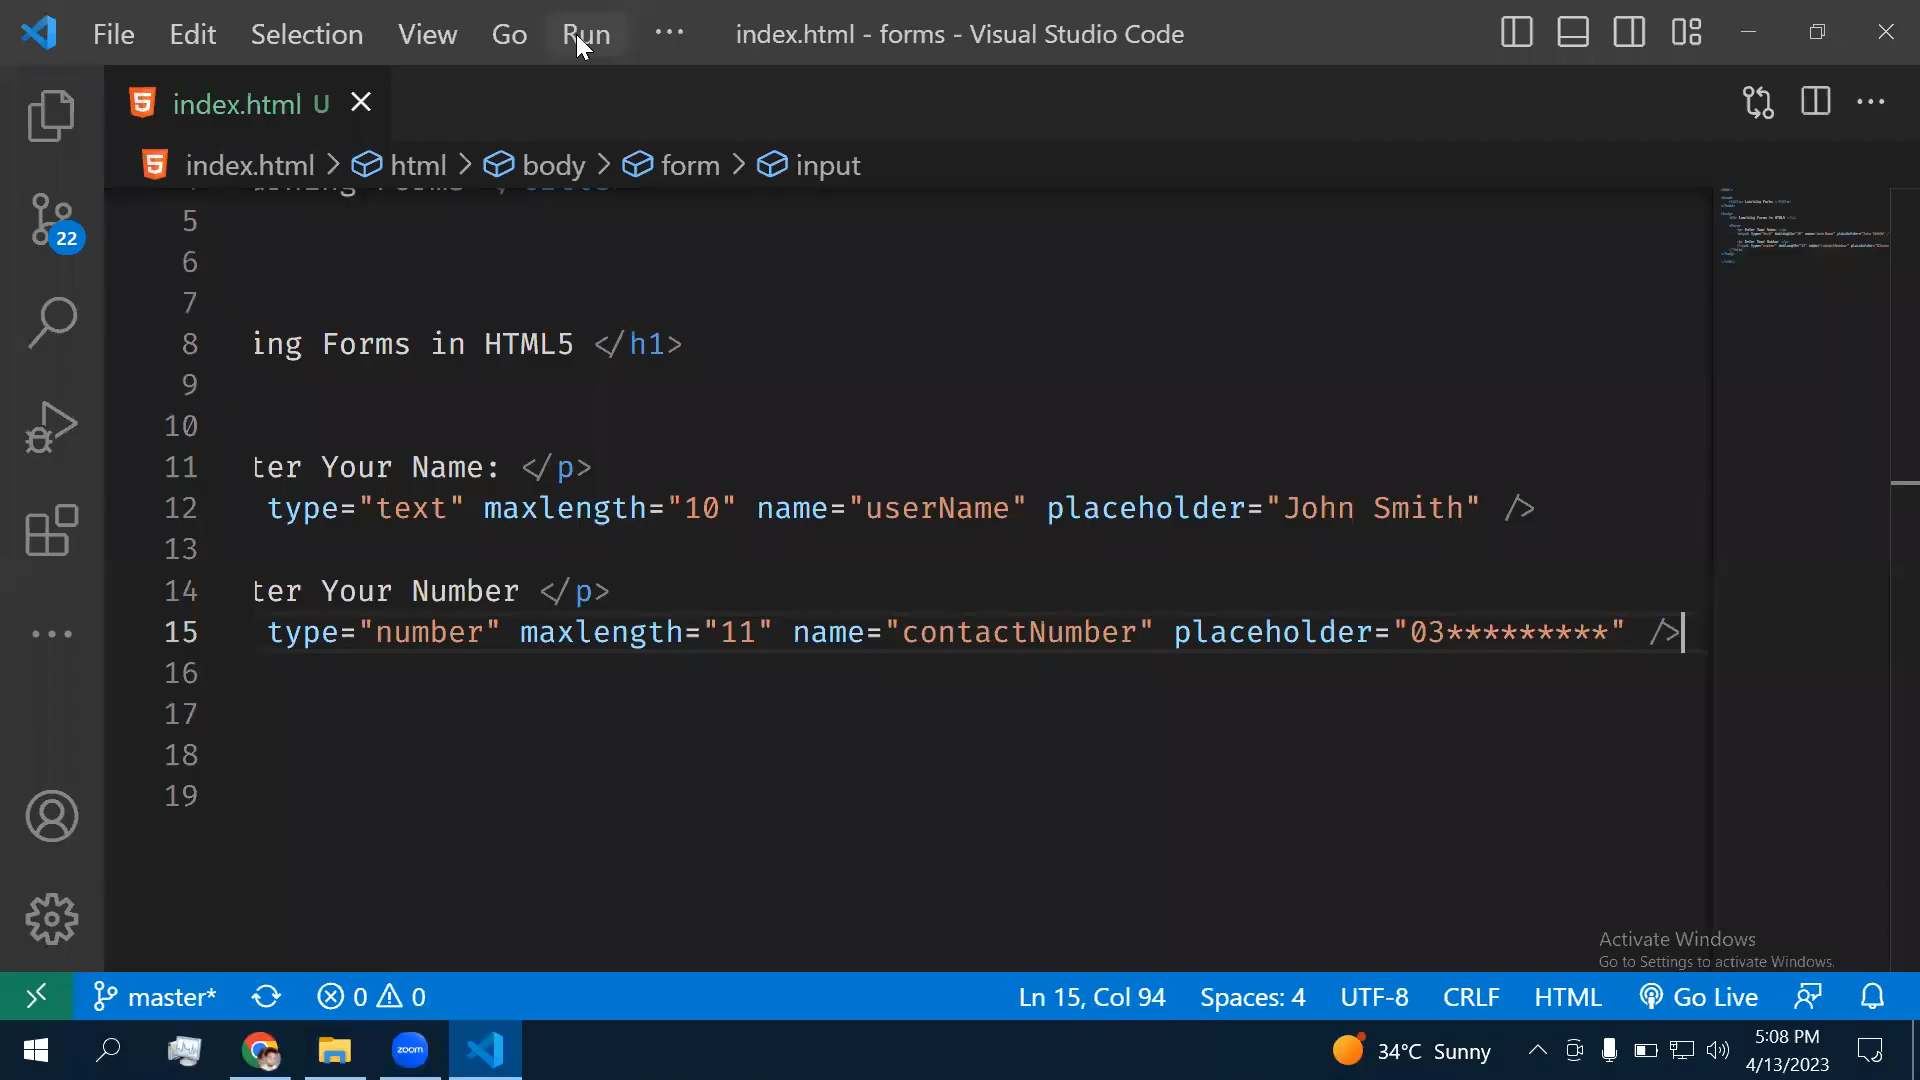 File Edit Selection View Go Run ··· index.html - forms - Visual Studio Code
index.html U
index.html > html > body > form > input
5
6
7
8 ing Forms in HTML5 </h1>
9
10
11 ter Your Name: </p>
12 type="text" maxlength="10" name="userName" placeholder="John Smith" />
13
14 ter Your Number </p>
15 type="number" maxlength="11" name="contactNumber" placeholder="03*********" />
16
17
18
19
22
Activate Windows
Go to Settings to activate Windows.
master* 0 0 Ln 15, Col 94 Spaces: 4 UTF-8 CRLF HTML Go Live
zoom 34°C Sunny 5:08 PM
4/13/2023